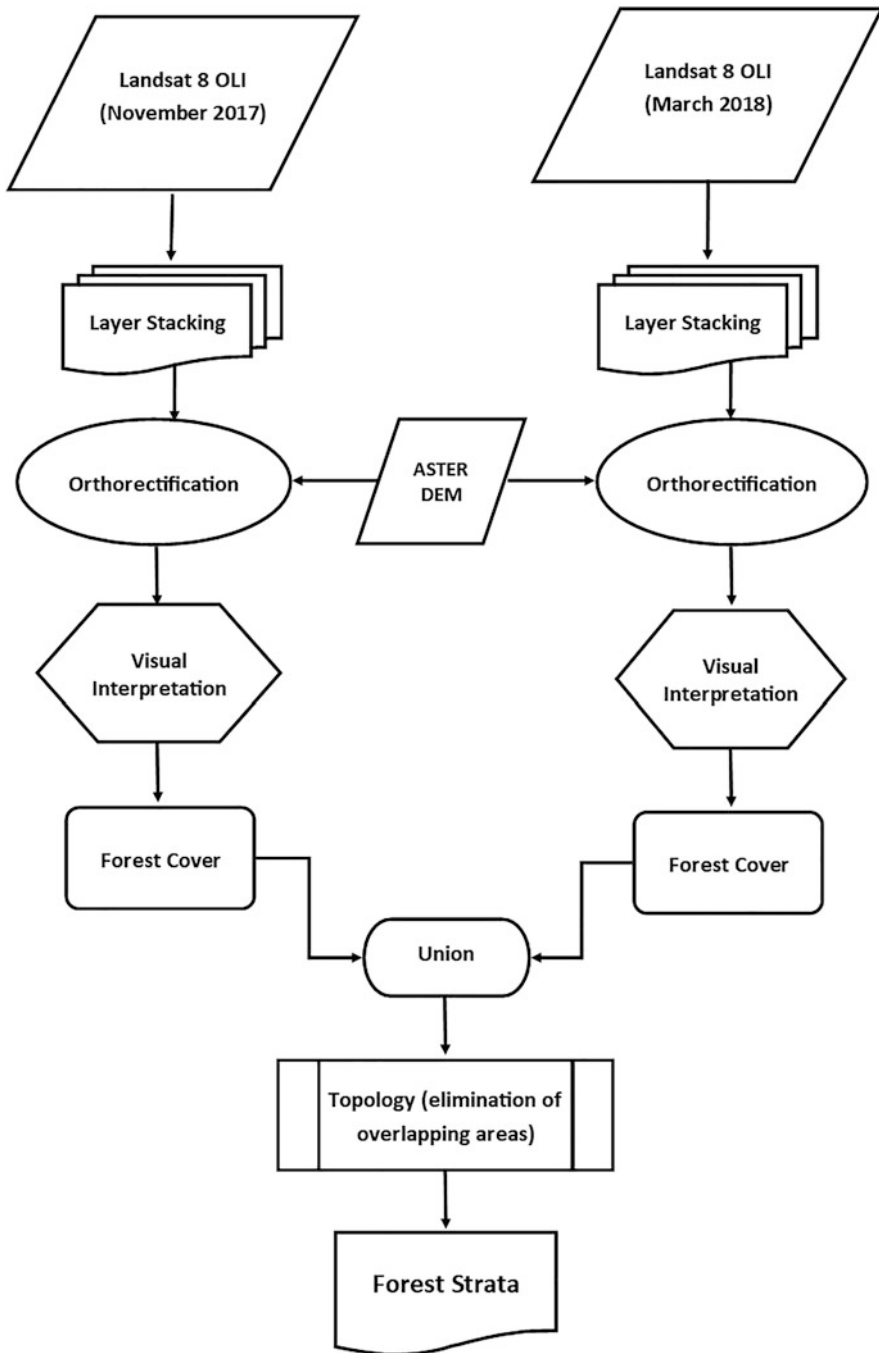 Landsat 8 OLI
(November 2017)
Landsat 8 OLI
(March 2018)
Layer Stacking
Layer Stacking
Orthorectification
ASTER
DEM
Orthorectification
Visual
Interpretation
Visual
Interpretation
Forest Cover
Forest Cover
Union
Topology (elimination of
overlapping areas)
Forest Strata